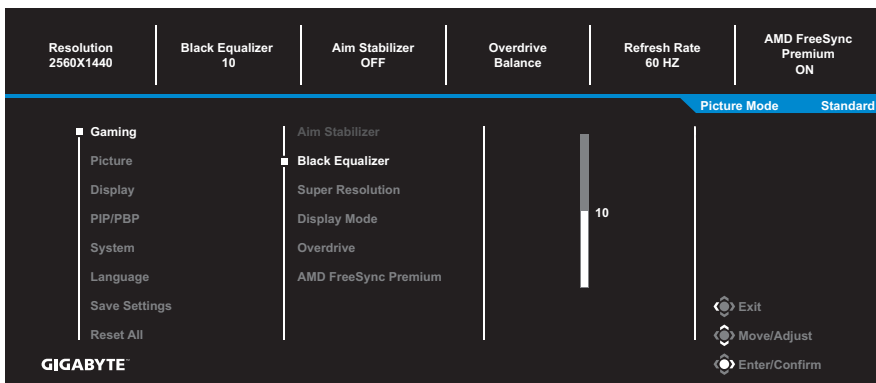 Resolution
2560X1440
Black Equalizer
10
Aim Stabilizer
OFF
Overdrive
Balance
Refresh Rate
60 HZ
AMD FreeSync
Premium
ON
Picture Mode Standard
Gaming
Picture
Display
PIP/PBP
System
Language
Save Settings
Reset All
Aim Stabilizer
Black Equalizer
Super Resolution
Display Mode
Overdrive
AMD FreeSync Premium
10
Exit
Move/Adjust
Enter/Confirm
GIGABYTE™